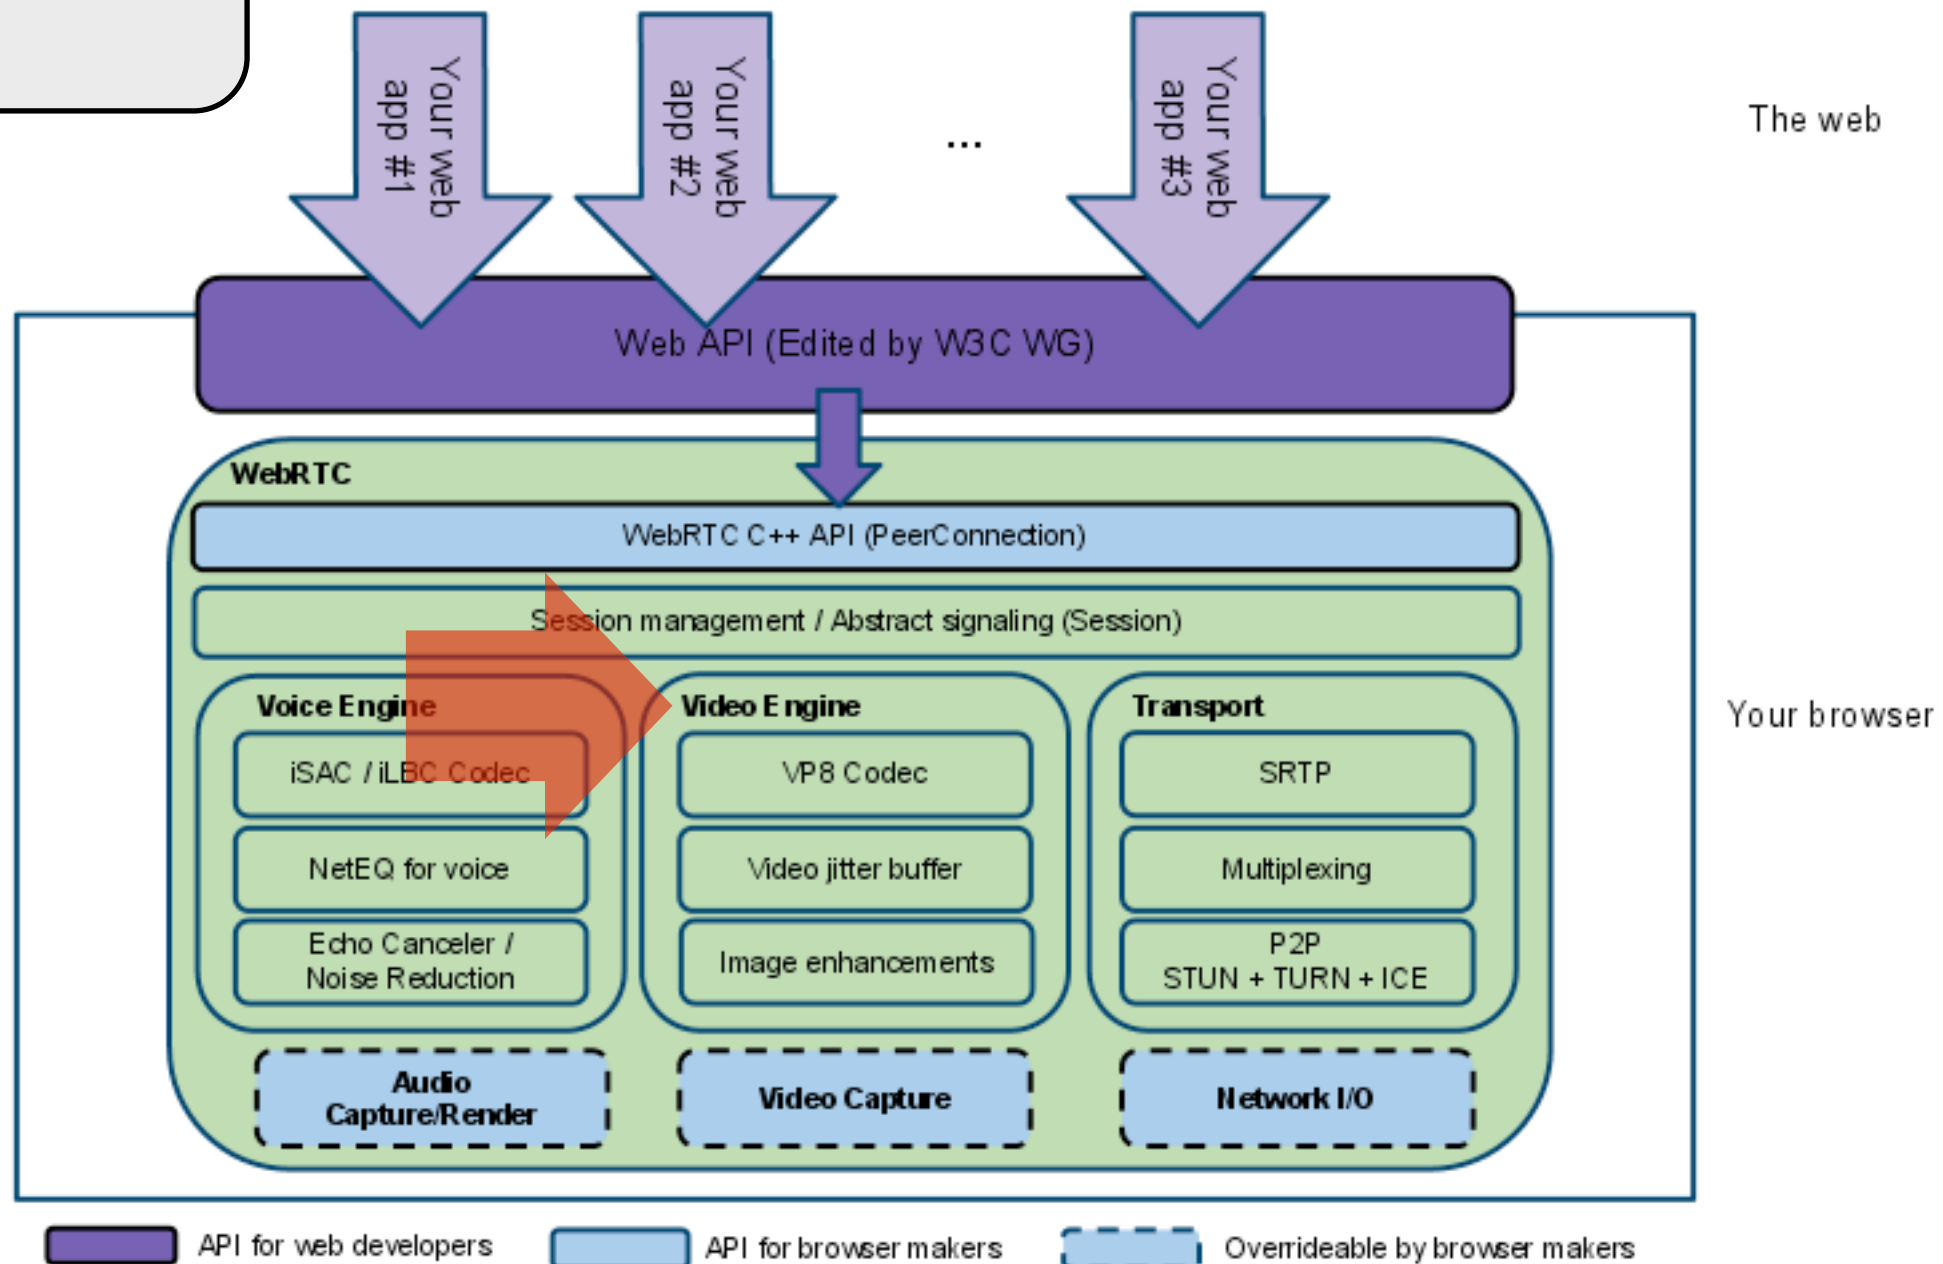 Your web
app #1
Your web
app #2
...
Your web
app #3
The web
Web API (Edited by W3C WG)
WebRTC
WebRTC C++ API (PeerConnection)
Session management / Abstract signaling (Session)
Voice Engine
iSAC / iLBC Codec
NetEQ for voice
Echo Canceler /
Noise Reduction
Video Engine
VP8 Codec
Video jitter buffer
Image enhancements
Transport
SRTP
Multiplexing
P2P
STUN + TURN + ICE
Your browser
Audio
Capture/Render
Video Capture
Network I/O
API for web developers
API for browser makers
Overrideable by browser makers